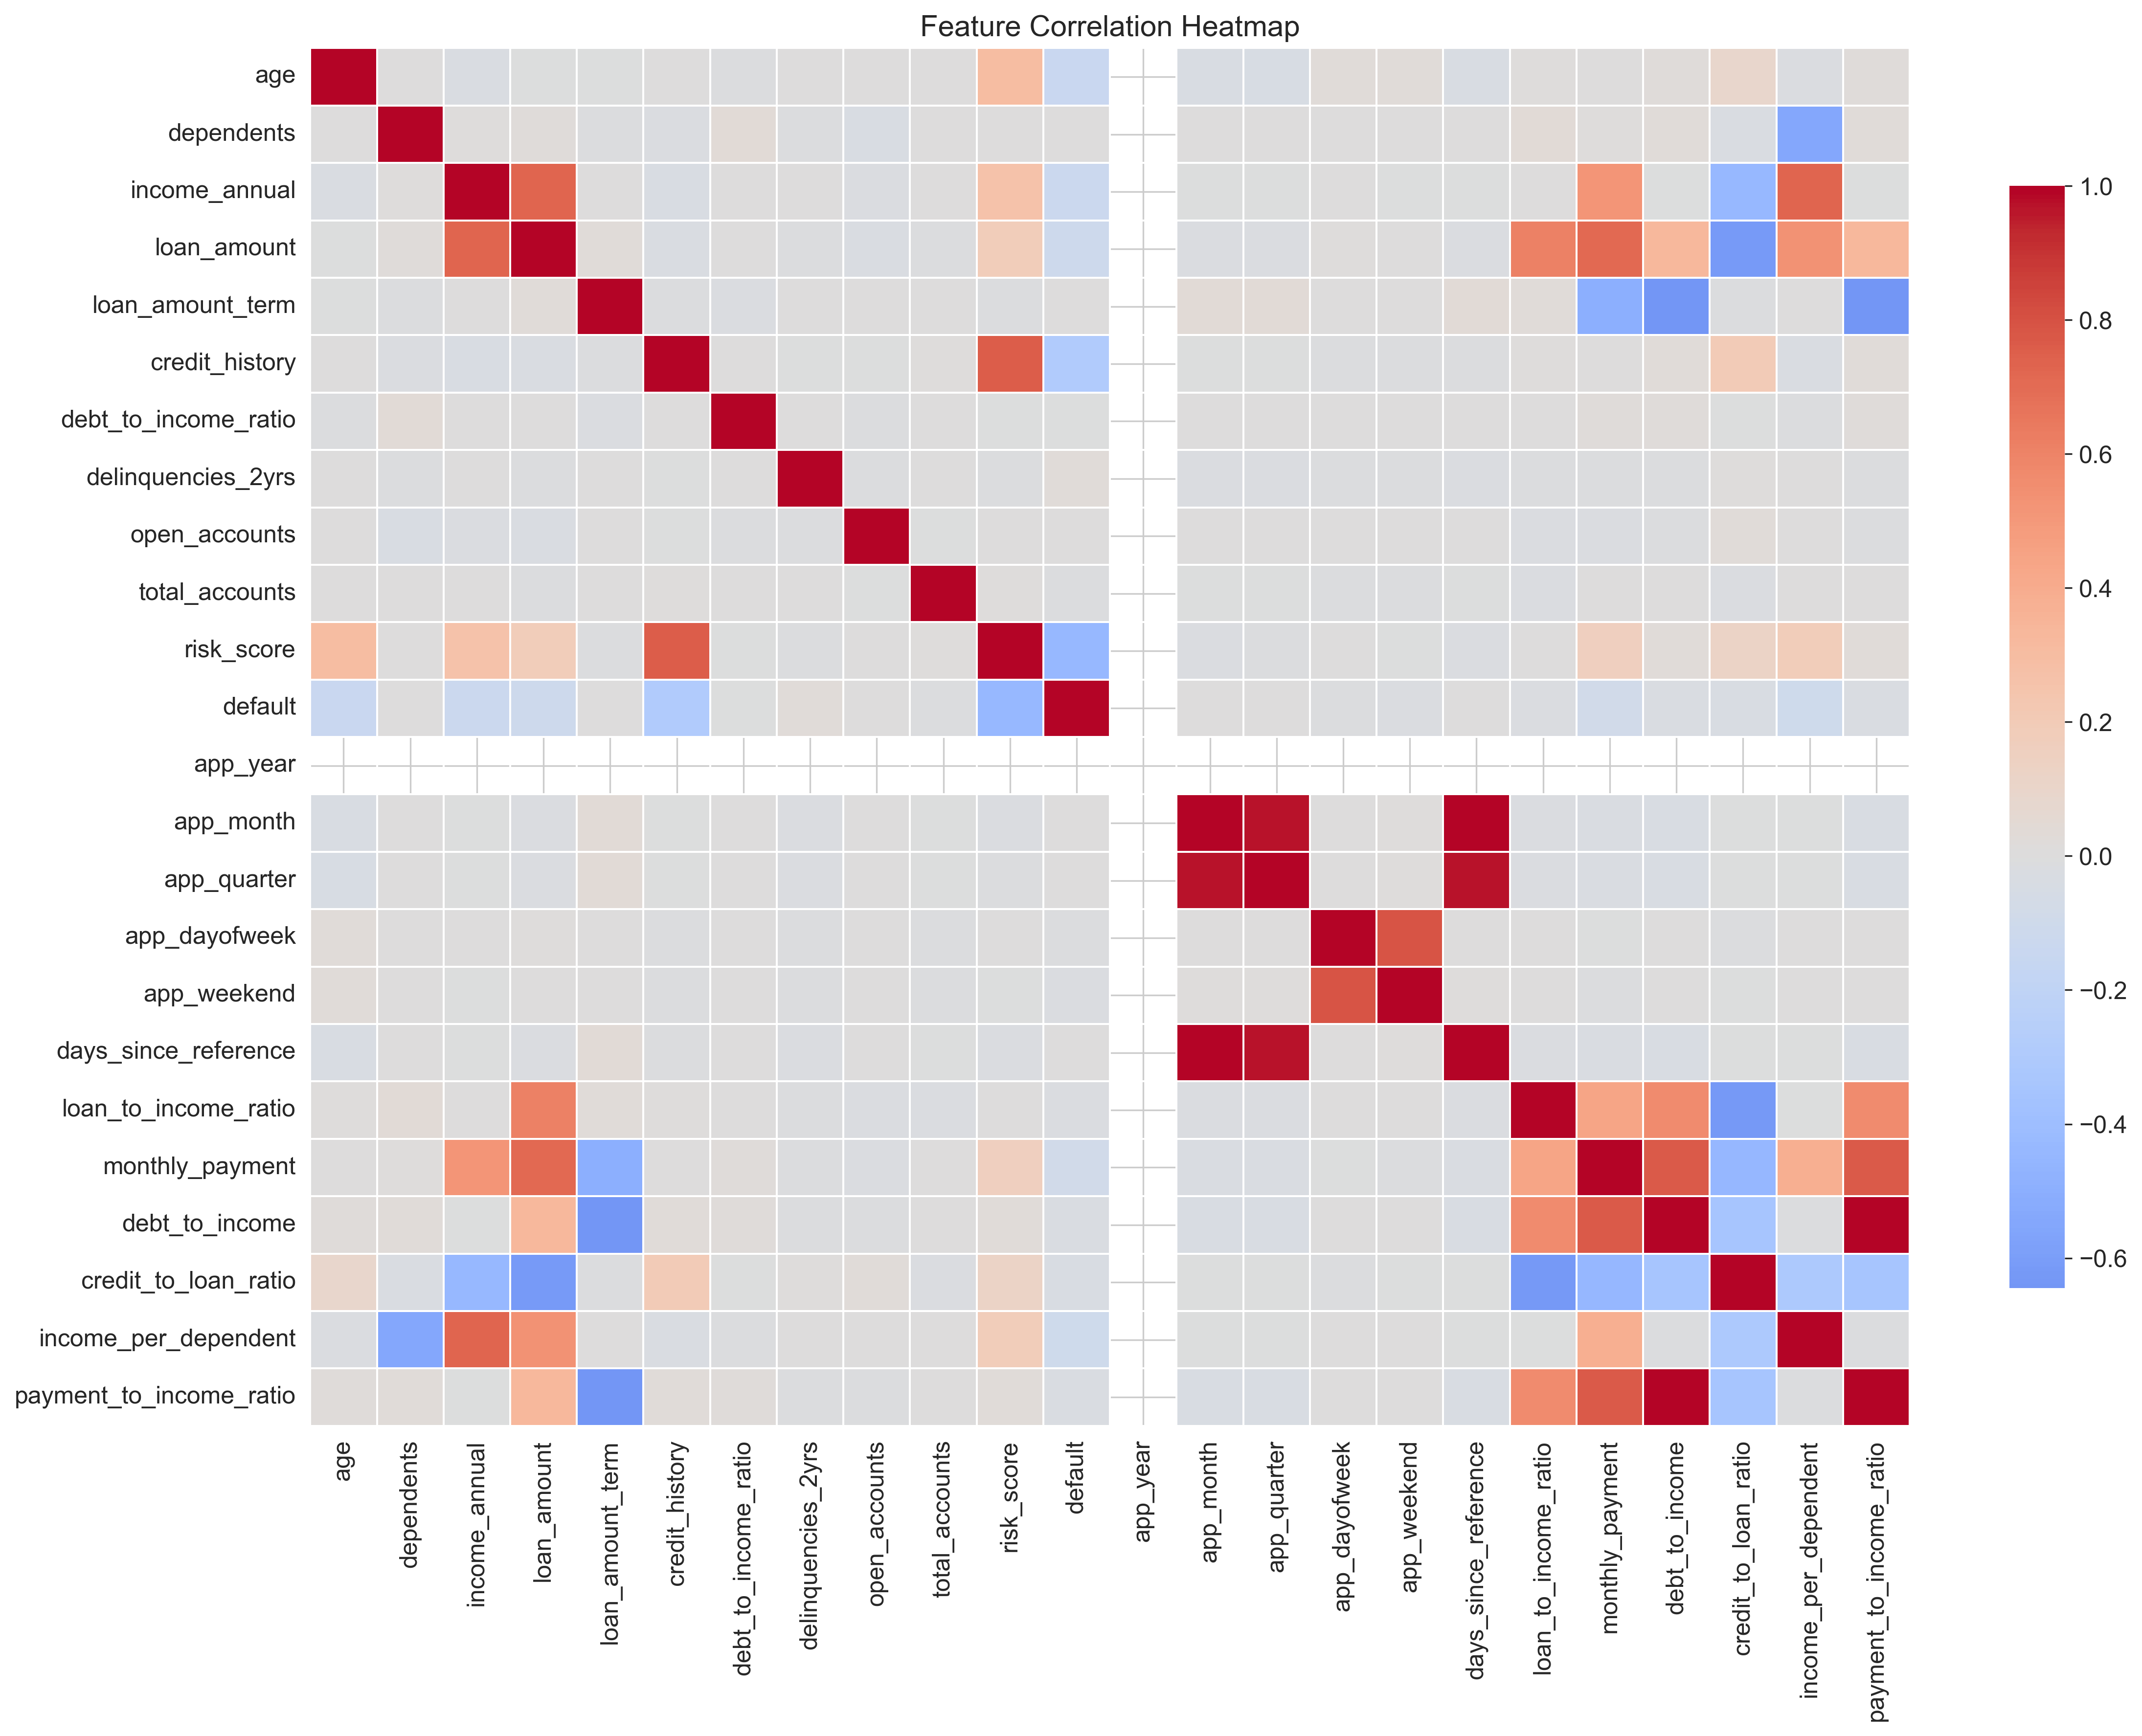 Feature Correlation Heatmap
age
dependents
income_annual
loan_amount
loan_amount_term
credit_history
debt_to_income_ratio
delinquencies_2yrs
open_accounts
total_accounts
risk_score
default
app_year
app_month
app_quarter
app_dayofweek
app_weekend
days_since_reference
loan_to_income_ratio
monthly_payment
debt_to_income
credit_to_loan_ratio
income_per_dependent
payment_to_income_ratio
age
dependents
income_annual
loan_amount
loan_amount_term
credit_history
debt_to_income_ratio
delinquencies_2yrs
open_accounts
total_accounts
risk_score
default
app_year
app_month
app_quarter
app_dayofweek
app_weekend
days_since_reference
loan_to_income_ratio
monthly_payment
debt_to_income
credit_to_loan_ratio
income_per_dependent
payment_to_income_ratio
1.0
0.8
0.6
0.4
0.2
0.0
−0.2
−0.4
−0.6